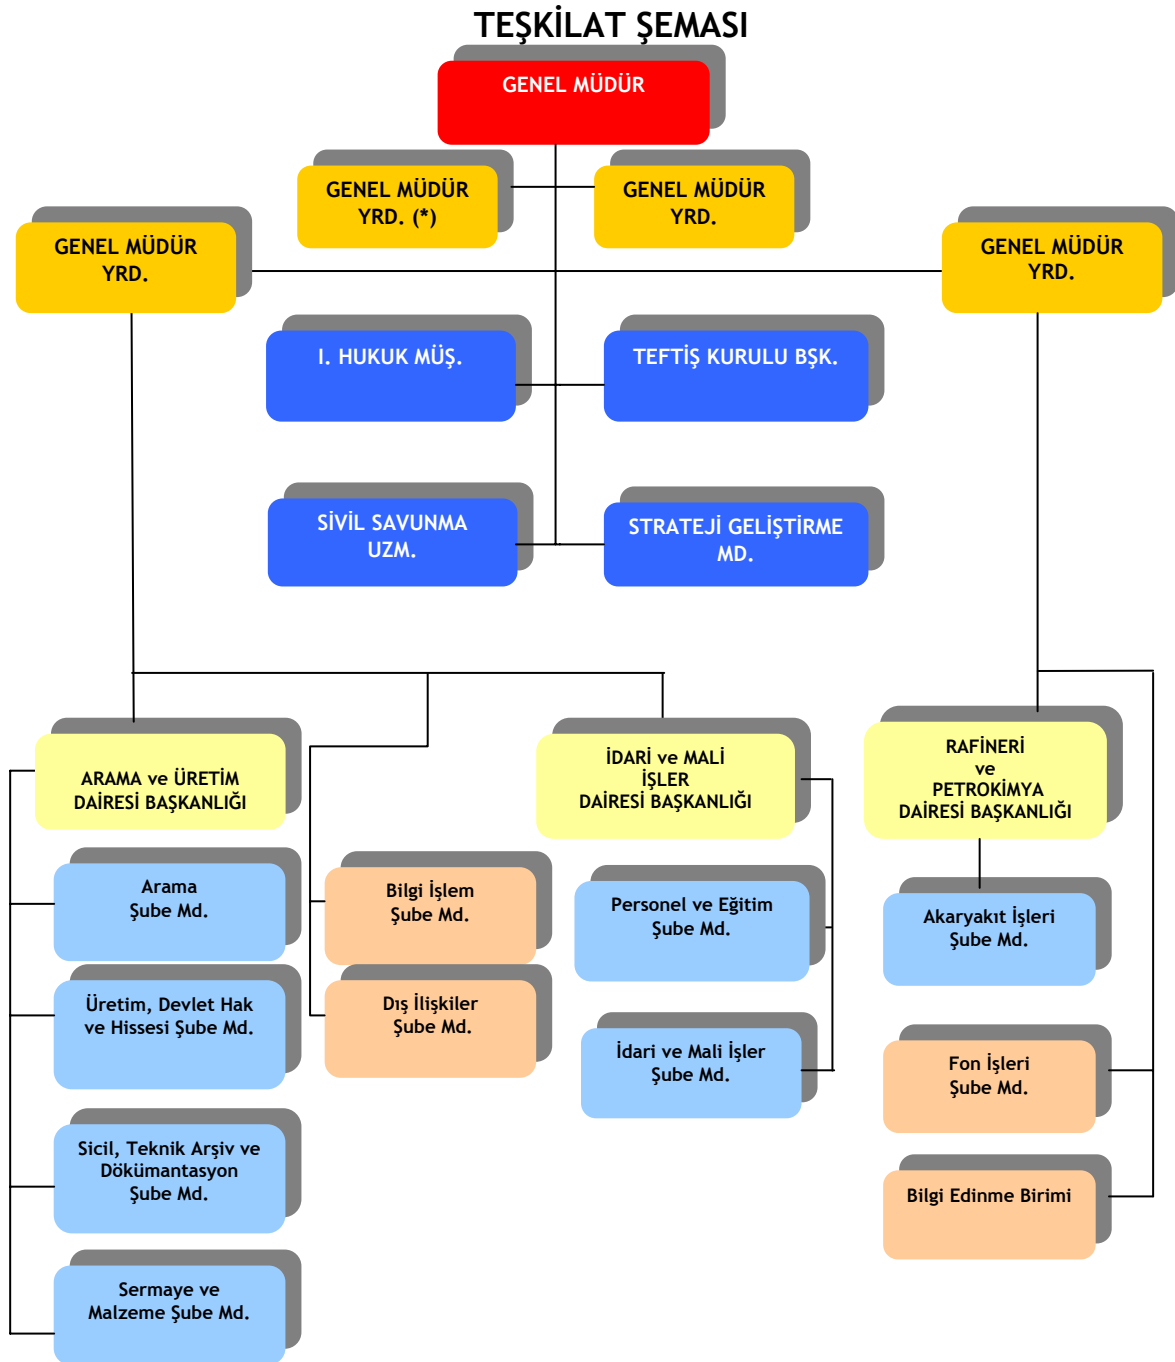 TEŞKİLAT ŞEMASI
GENEL MÜDÜR
GENEL MÜDÜR
YRD. (*)
GENEL MÜDÜR
YRD.
GENEL MÜDÜR
YRD.
GENEL MÜDÜR
YRD.
I. HUKUK MÜŞ.
TEFTİŞ KURULU BŞK.
SİVİL SAVUNMA
UZM.
STRATEJİ GELİŞTİRME
MD.
ARAMA ve ÜRETİM
DAİRESİ BAŞKANLIĞI
İDARİ ve MALİ
İŞLER
DAİRESİ BAŞKANLIĞI
RAFİNERİ
ve
PETROKİMYA
DAİRESİ BAŞKANLIĞI
Arama
Şube Md.
Bilgi İşlem
Şube Md.
Personel ve Eğitim
Şube Md.
Akaryakıt İşleri
Şube Md.
Üretim, Devlet Hak
ve Hissesi Şube Md.
Dış İlişkiler
Şube Md.
İdari ve Mali İşler
Şube Md.
Fon İşleri
Şube Md.
Sicil, Teknik Arşiv ve
Dökümantasyon
Şube Md.
Bilgi Edinme Birimi
Sermaye ve
Malzeme Şube Md.